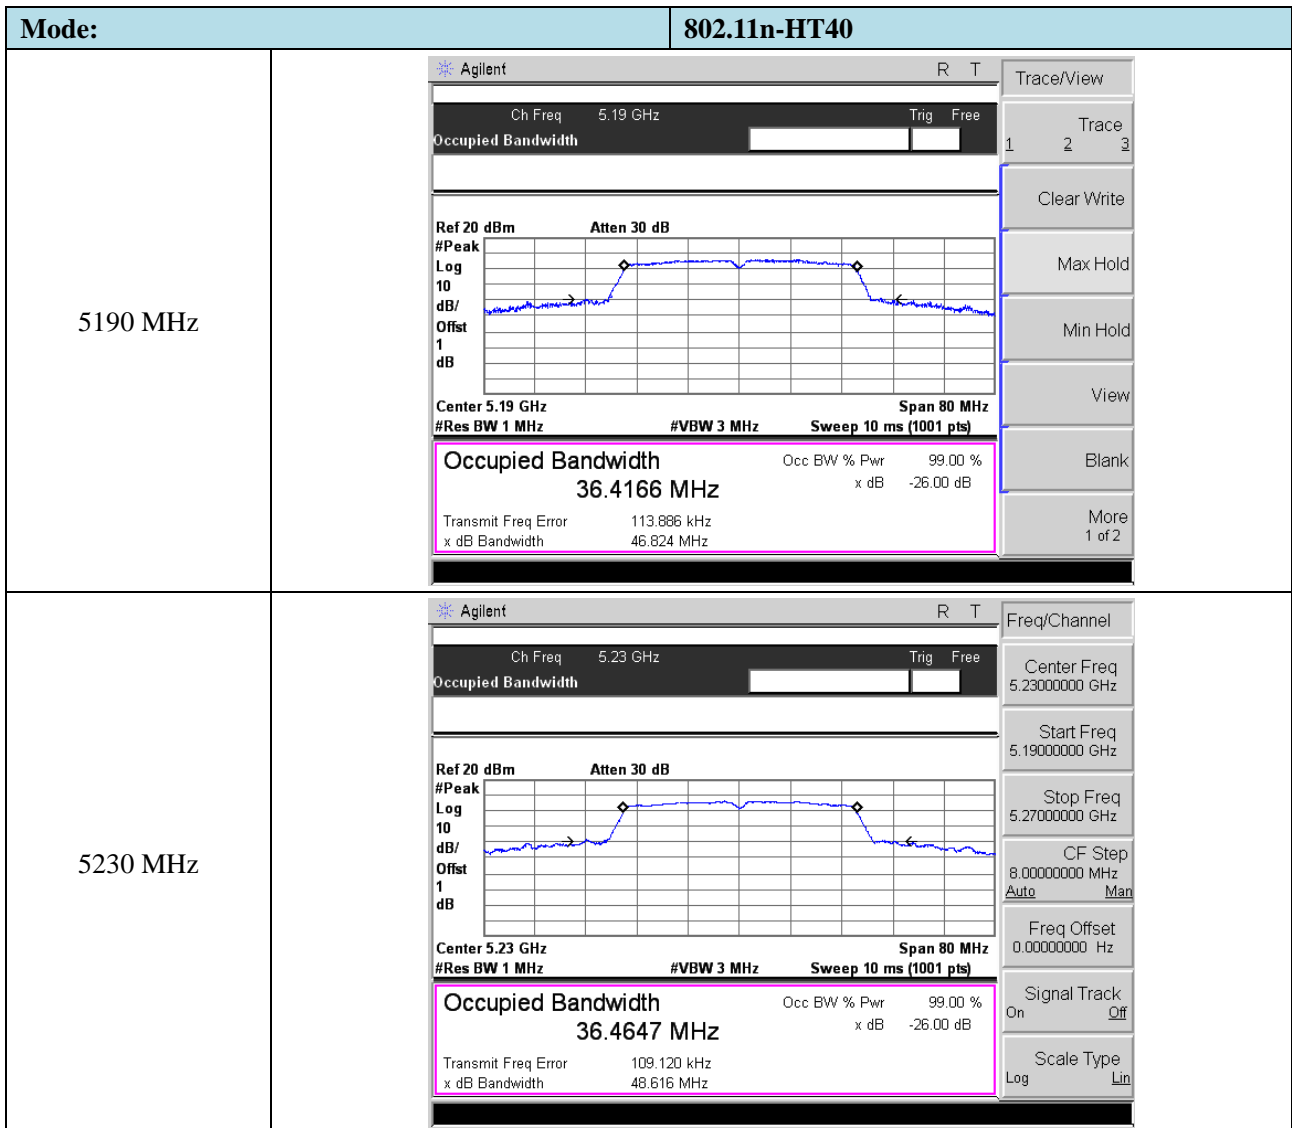 Mode: 802.11n-HT40
5190 MHz
Agilent R T
Ch Freq 5.19 GHz Trig Free
Occupied Bandwidth
Ref 20 dBm Atten 30 dB
#Peak
Log
10
dB/
Offst
1
dB
Center 5.19 GHz Span 80 MHz
#Res BW 1 MHz #VBW 3 MHz Sweep 10 ms (1001 pts)
Occupied Bandwidth Occ BW % Pwr 99.00 %
36.4166 MHz x dB -26.00 dB
Transmit Freq Error 113.886 kHz
x dB Bandwidth 46.824 MHz
Trace/View
Trace
1 2 3
Clear Write
Max Hold
Min Hold
View
Blank
More
1 of 2
5230 MHz
Agilent R T
Ch Freq 5.23 GHz Trig Free
Occupied Bandwidth
Ref 20 dBm Atten 30 dB
#Peak
Log
10
dB/
Offst
1
dB
Center 5.23 GHz Span 80 MHz
#Res BW 1 MHz #VBW 3 MHz Sweep 10 ms (1001 pts)
Occupied Bandwidth Occ BW % Pwr 99.00 %
36.4647 MHz x dB -26.00 dB
Transmit Freq Error 109.120 kHz
x dB Bandwidth 48.616 MHz
Freq/Channel
Center Freq
5.23000000 GHz
Start Freq
5.19000000 GHz
Stop Freq
5.27000000 GHz
CF Step
8.00000000 MHz
Auto Man
Freq Offset
0.00000000 Hz
Signal Track
On Off
Scale Type
Log Lin